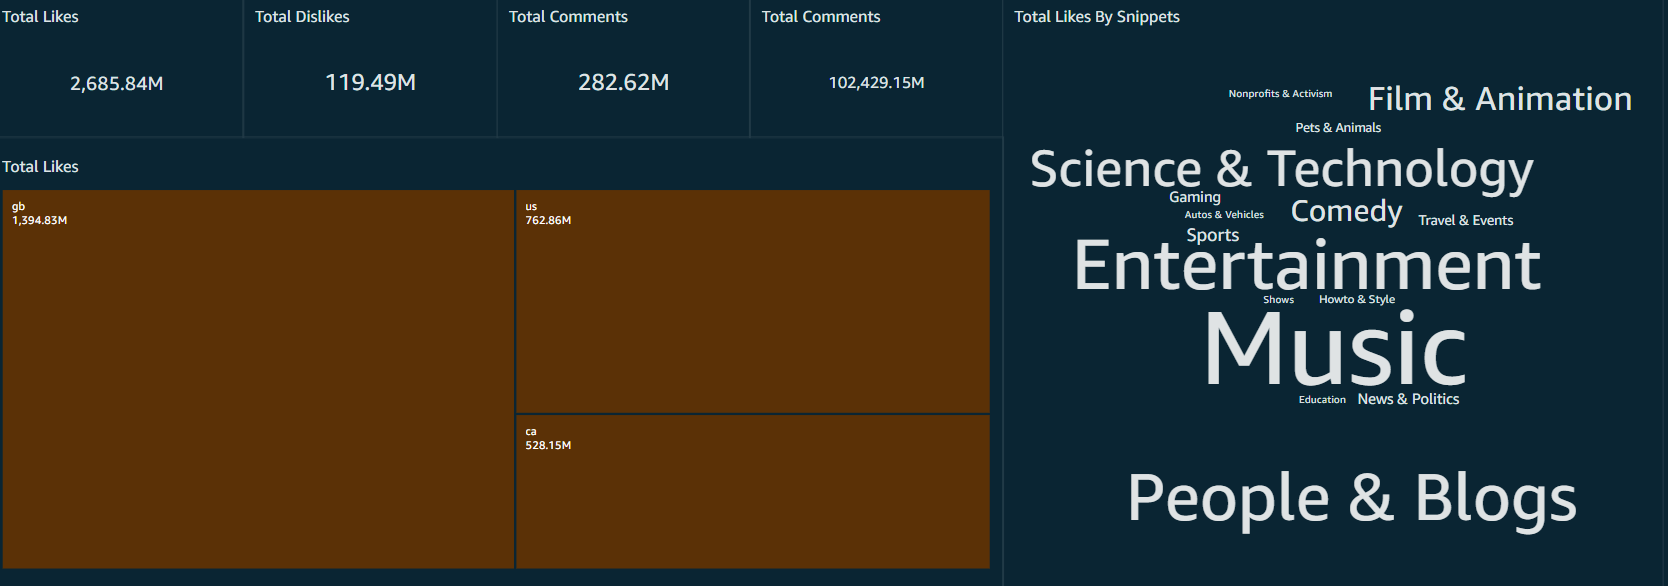 Total Likes
2,685.84M
Total Dislikes
119.49M
Total Comments
282.62M
Total Comments
102,429.15M
Total Likes
gb
1,394.83M
us
762.86M
ca
528.15M
Total Likes By Snippets
Nonprofits & Activism
Film & Animation
Pets & Animals
Science & Technology
Gaming
Autos & Vehicles
Comedy
Travel & Events
Sports
Entertainment
Shows
Howto & Style
Music
Education
News & Politics
People & Blogs